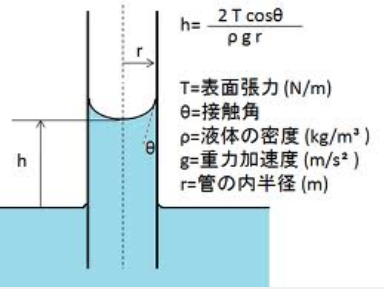 h= 2 T cosθ / ρ g r
r
T=表面張力 (N/m)
θ=接触角
ρ=液体の密度 (kg/m³ )
g=重力加速度 (m/s² )
r=管の内半径 (m)
θ
h